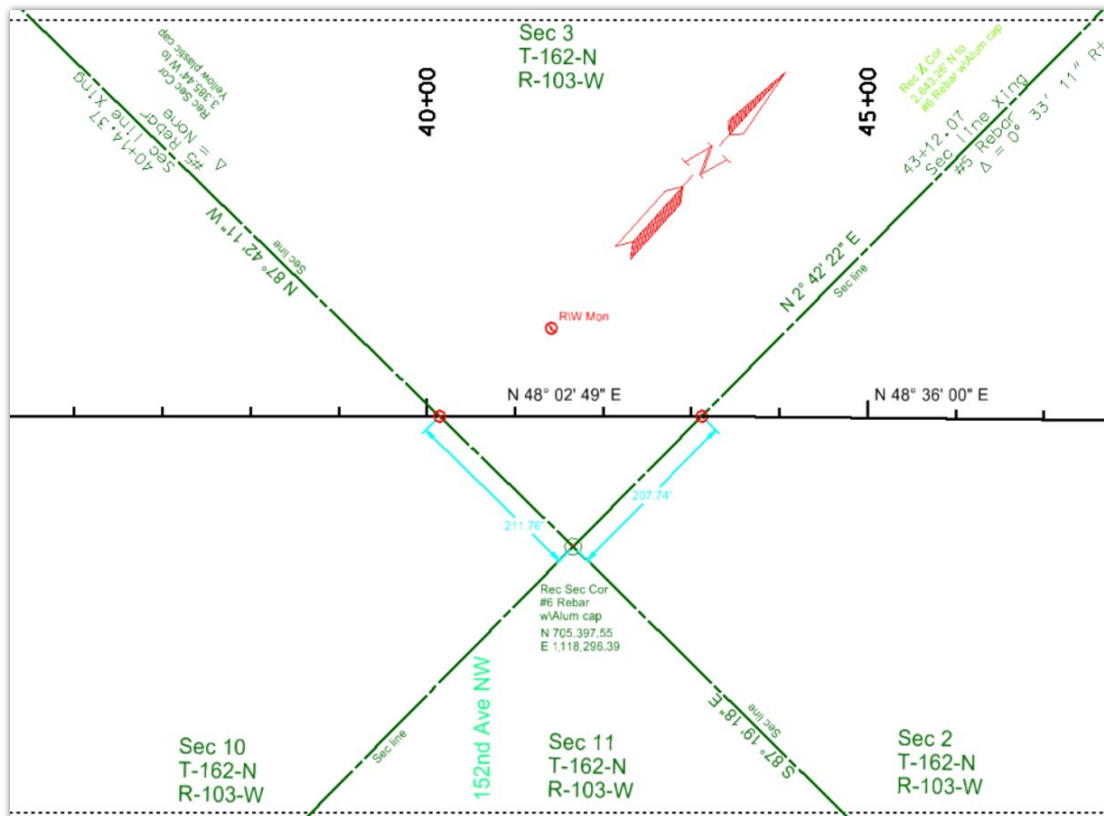 Sec 3
T-162-N
R-103-W
Rec Sec Cor
3,385.44' W to
Yellow plastic cap
40+14.37
Sec line Xing
#5 Rebar
Δ = None
40+00
45+00
Rec ¼ Cor
2,643.26' N to
#6 Rebar w\Alum cap
43+12.07
Sec line Xing
#5 Rebar
Δ = 0° 33' 11" R+
N
N 87° 42' 11" W
Sec line
N 2° 42' 22" E
Sec line
R\W Mon
N 48° 02' 49" E
N 48° 36' 00" E
211.76'
207.74'
Rec Sec Cor
#6 Rebar
w\Alum cap
N 705,397.55
E 1,118,296.39
152nd Ave NW
Sec line
S 87° 19' 18" E
Sec line
Sec 10
T-162-N
R-103-W
Sec 11
T-162-N
R-103-W
Sec 2
T-162-N
R-103-W